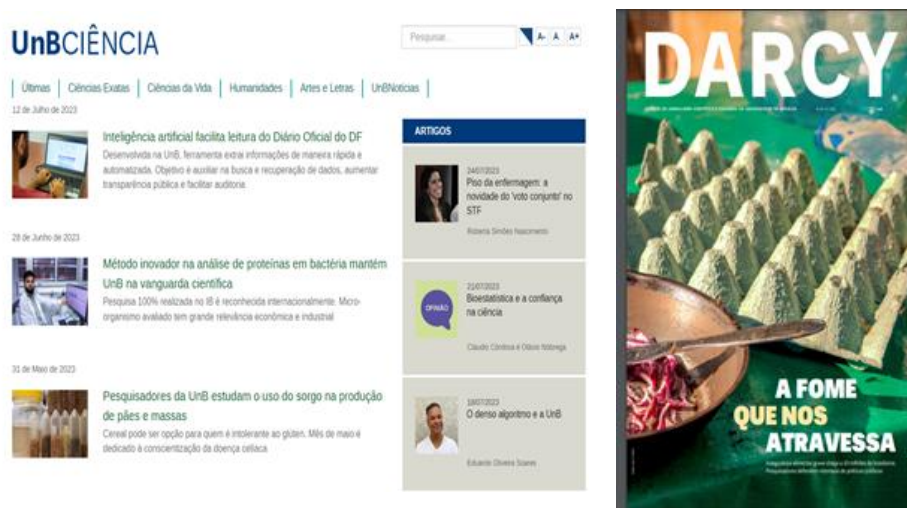 UnBCIÊNCIA
Pesquisar...
A- A A+
Últimas
Ciências Exatas
Ciências da Vida
Humanidades
Artes e Letras
UnBNotícias
12 de Julho de 2023
Inteligência artificial facilita leitura do Diário Oficial do DF
Desenvolvida na UnB, ferramenta extrai informações de maneira rápida e
automatizada. Objetivo é auxiliar na busca e recuperação de dados, aumentar
transparência pública e facilitar auditoria.
28 de Junho de 2023
Método inovador na análise de proteínas em bactéria mantém
UnB na vanguarda científica
Pesquisa 100% realizada no IB é reconhecida internacionalmente. Micro-
organismo avaliado tem grande relevância econômica e industrial
31 de Maio de 2023
Pesquisadores da UnB estudam o uso do sorgo na produção
de pães e massas
Cereal pode ser opção para quem é intolerante ao glúten. Mês de maio é
dedicado à conscientização da doença celíaca
ARTIGOS
24/07/2023
Piso da enfermagem: a
novidade do 'voto conjunto' no
STF
Roberta Simões Nascimento
OPINIÃO
21/07/2023
Bioestatística e a confiança
na ciência
18/07/2023
O denso algoritmo e a UnB
Eduardo Oliveira Soares
DARCY
A FOME
QUE NOS
ATRAVESSA